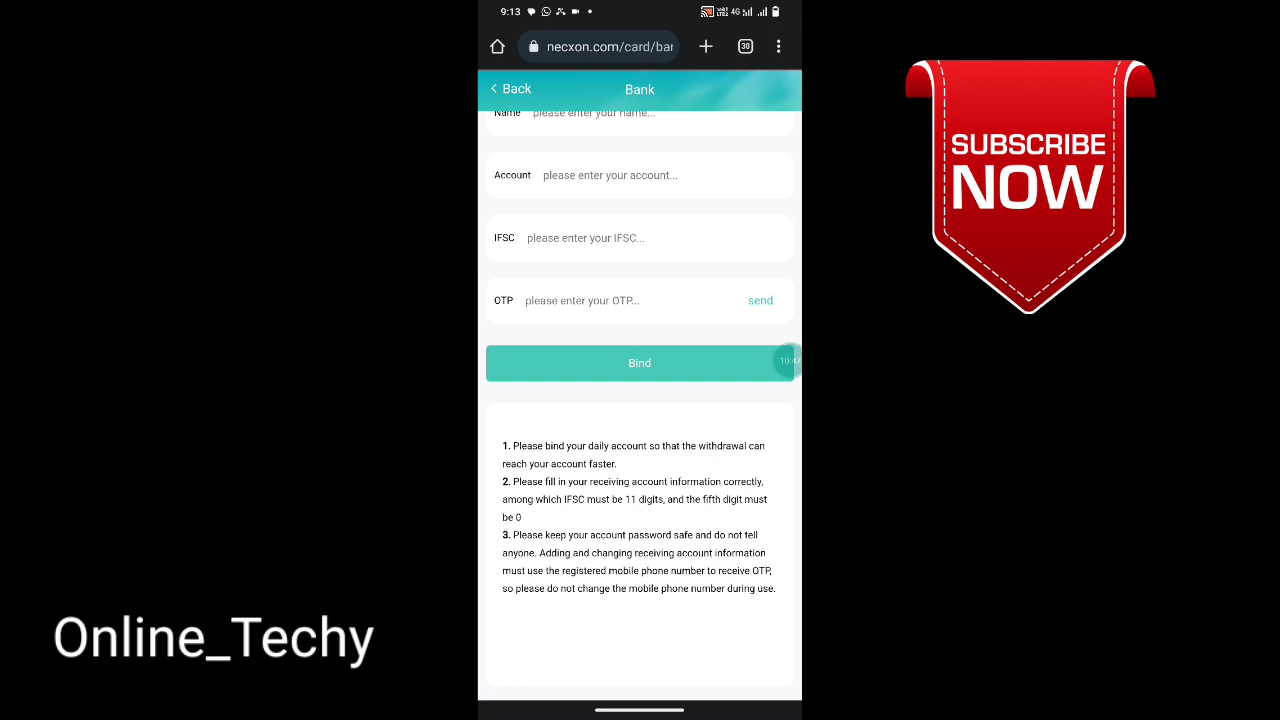 9:13
4G
necxon.com/card/bar
30
Back
Bank
Name please enter your name...
Account please enter your account...
IFSC please enter your IFSC...
OTP please enter your OTP... send
Bind
10:47
1. Please bind your daily account so that the withdrawal can
reach your account faster.
2. Please fill in your receiving account information correctly,
among which IFSC must be 11 digits, and the fifth digit must
be 0
3. Please keep your account password safe and do not tell
anyone. Adding and changing receiving account information
must use the registered mobile phone number to receive OTP,
so please do not change the mobile phone number during use.
SUBSCRIBE
NOW
Online_Techy